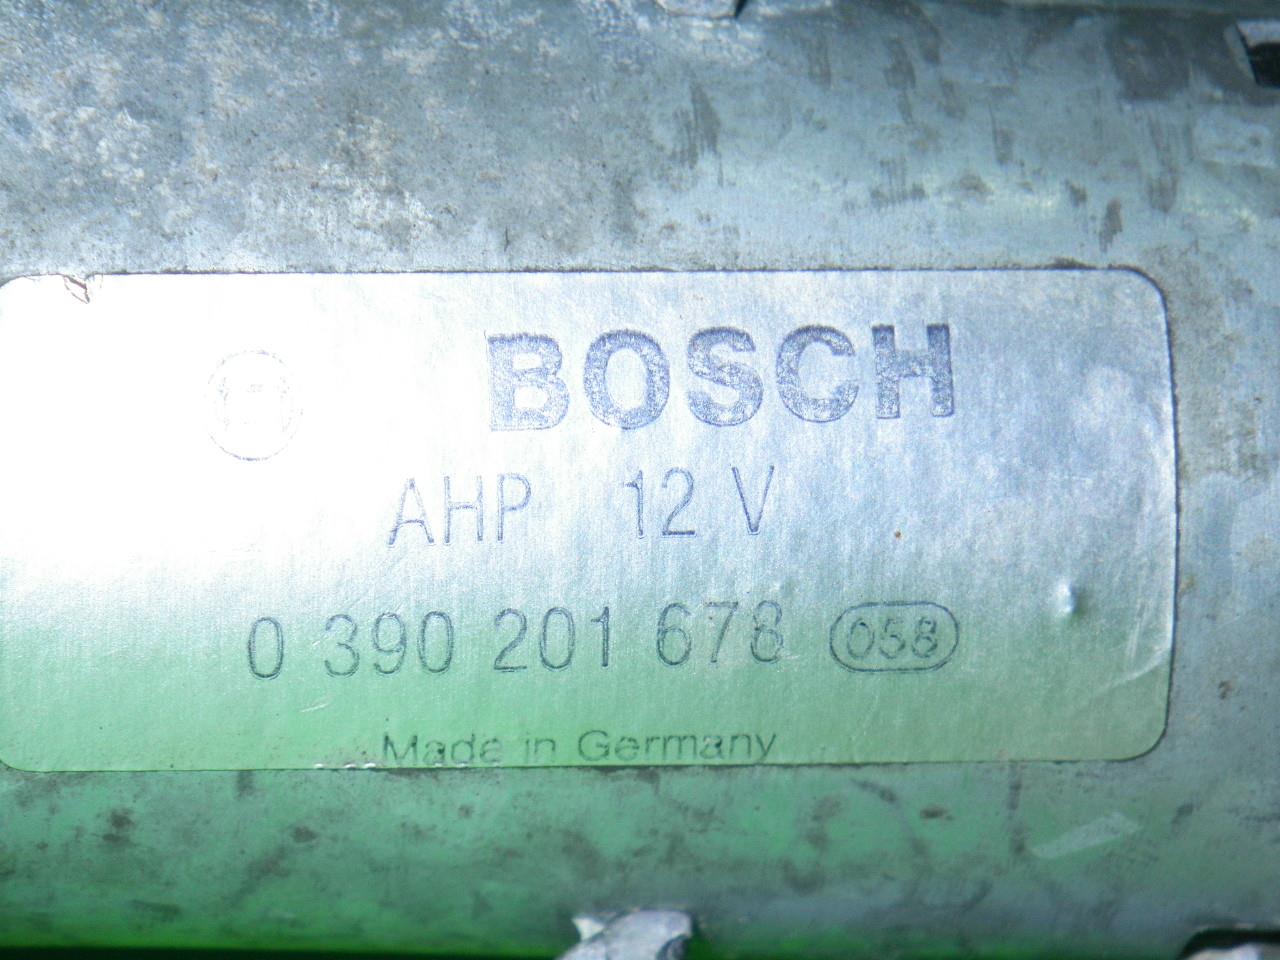 BOSCH
AHP 12 V
0 390 201 678 058
Made in Germany